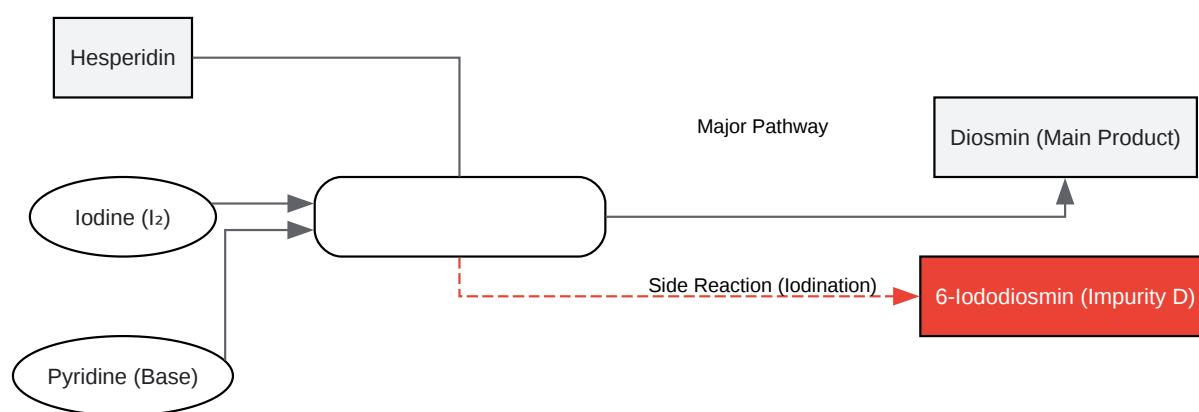 Hesperidin
Major Pathway
Diosmin (Main Product)
Iodine (I₂)
Side Reaction (Iodination)
6-Iododiosmin (Impurity D)
Pyridine (Base)